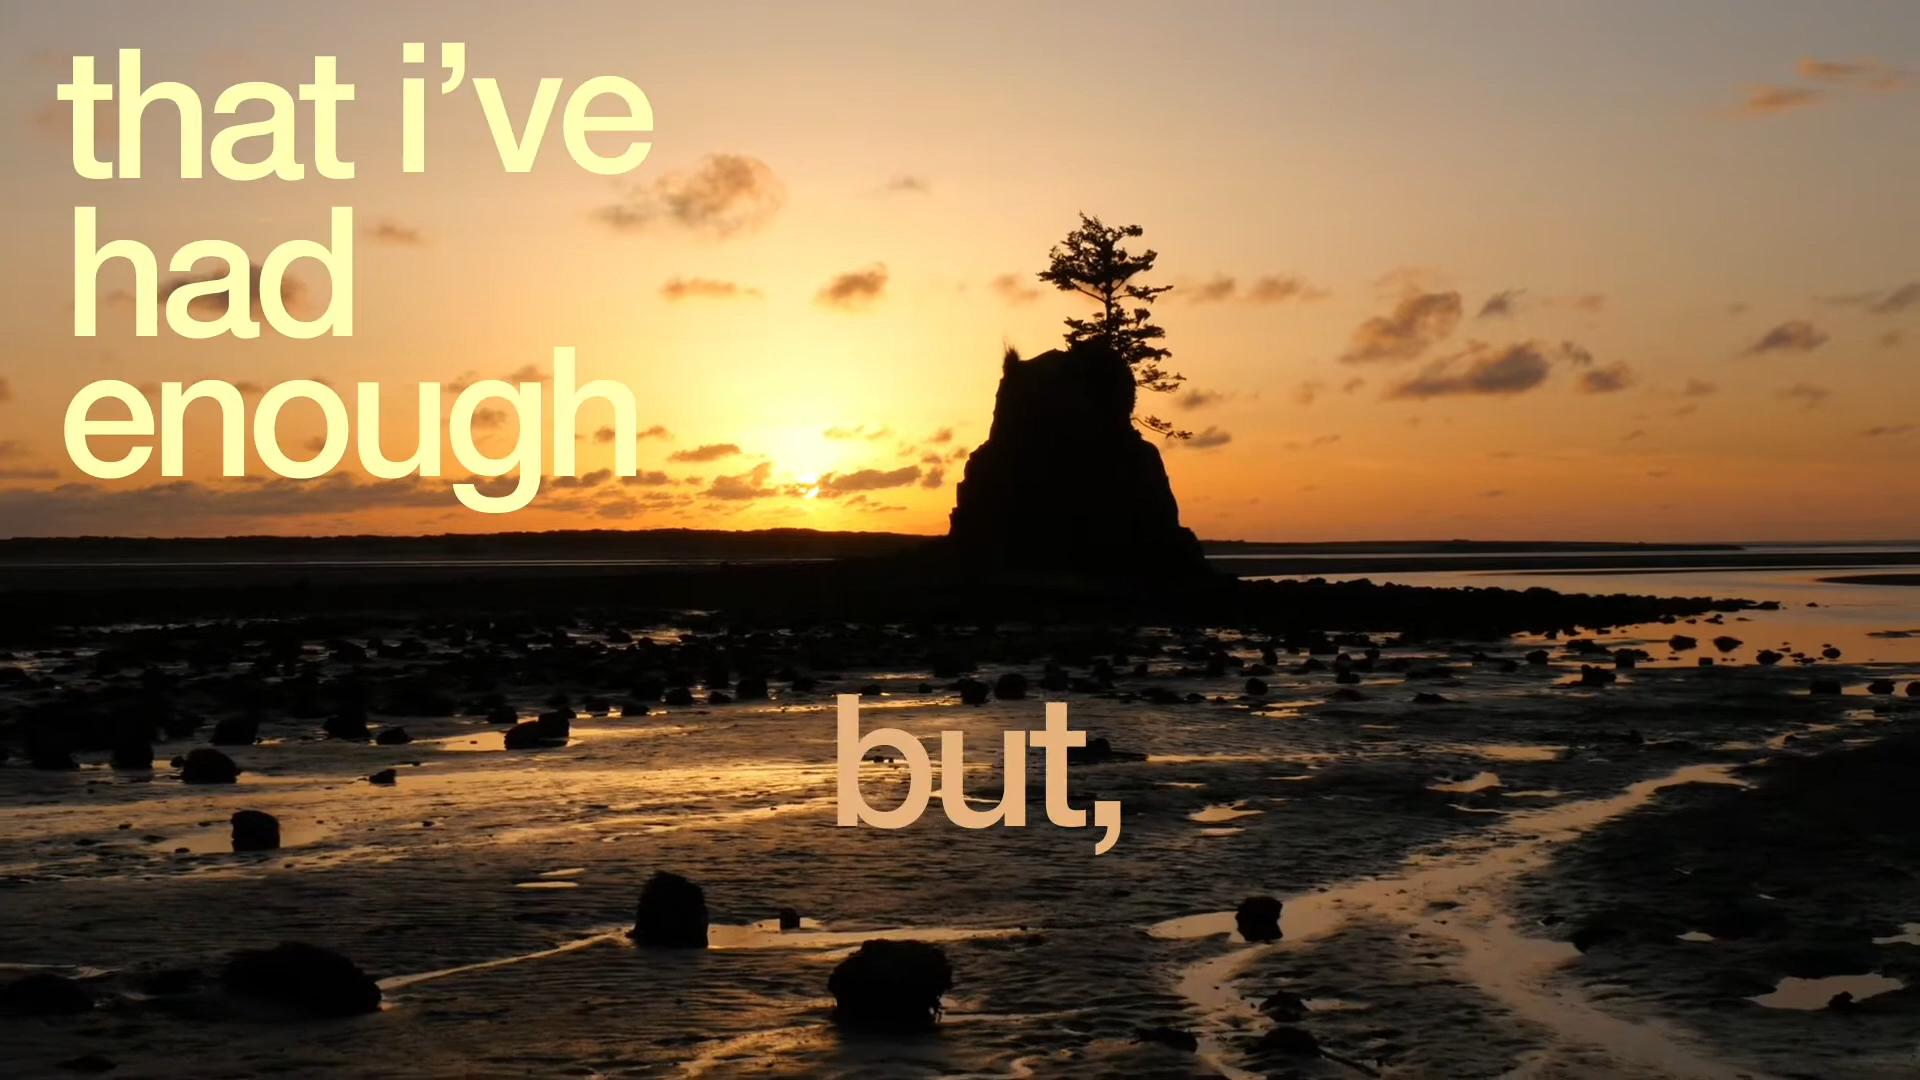 that i've
had
enough
but,